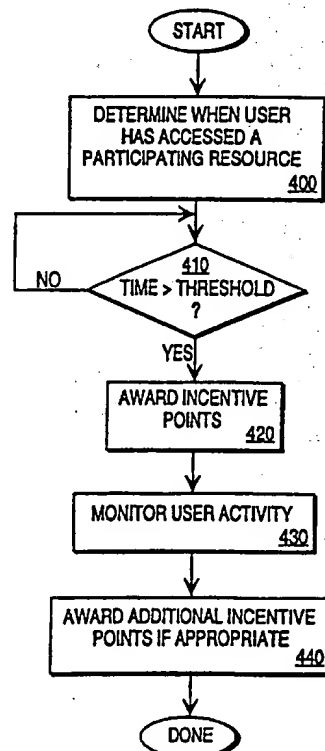 START
DETERMINE WHEN USER
HAS ACCESSED A
PARTICIPATING RESOURCE
400
410
TIME > THRESHOLD
?
NO
YES
AWARD INCENTIVE
POINTS
420
MONITOR USER ACTIVITY
430
AWARD ADDITIONAL INCENTIVE
POINTS IF APPROPRIATE
440
DONE